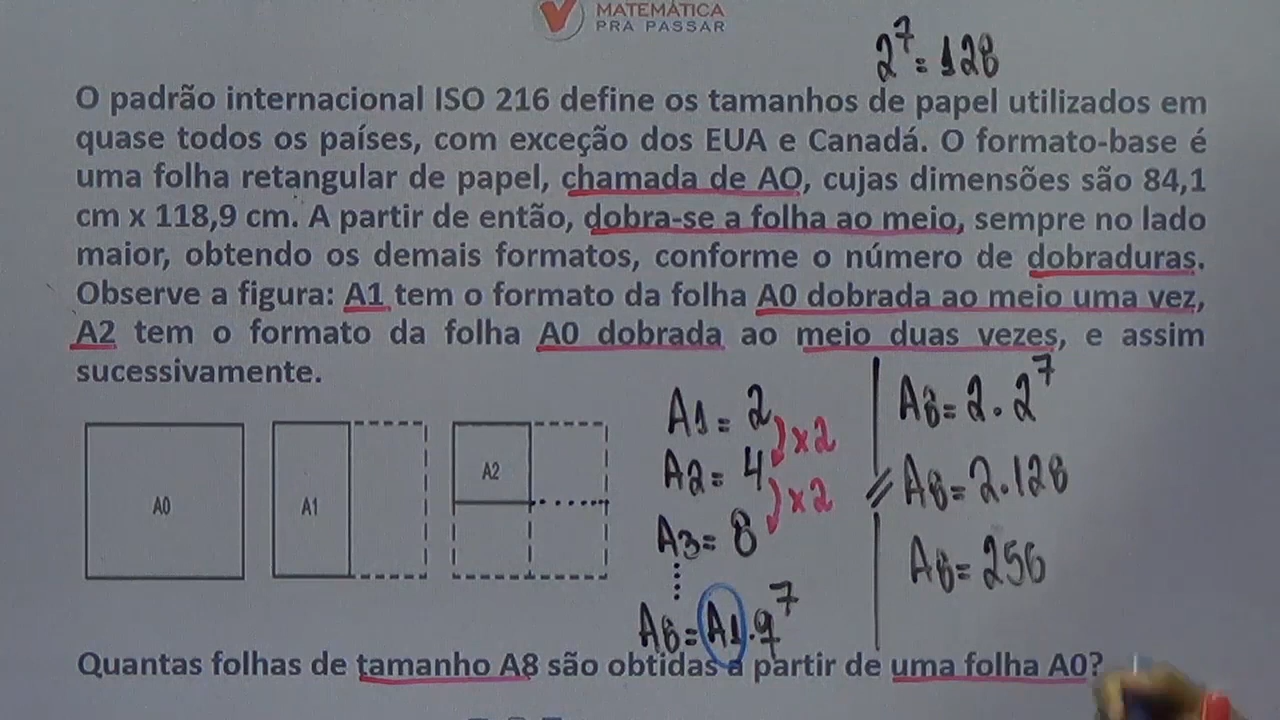 MATEMÁTICA
PRA PASSAR
2⁷=128
O padrão internacional ISO 216 define os tamanhos de papel utilizados em
quase todos os países, com exceção dos EUA e Canadá. O formato-base é
uma folha retangular de papel, chamada de AO, cujas dimensões são 84,1
cm x 118,9 cm. A partir de então, dobra-se a folha ao meio, sempre no lado
maior, obtendo os demais formatos, conforme o número de dobraduras.
Observe a figura: A1 tem o formato da folha A0 dobrada ao meio uma vez,
A2 tem o formato da folha A0 dobrada ao meio duas vezes, e assim
sucessivamente.
A0
A1
A2
A1=2
x2
A2=4
x2
A3=8
A8=A1.q⁷
A8=2.2⁷
A8=2.128
A8=256
Quantas folhas de tamanho A8 são obtidas a partir de uma folha A0?